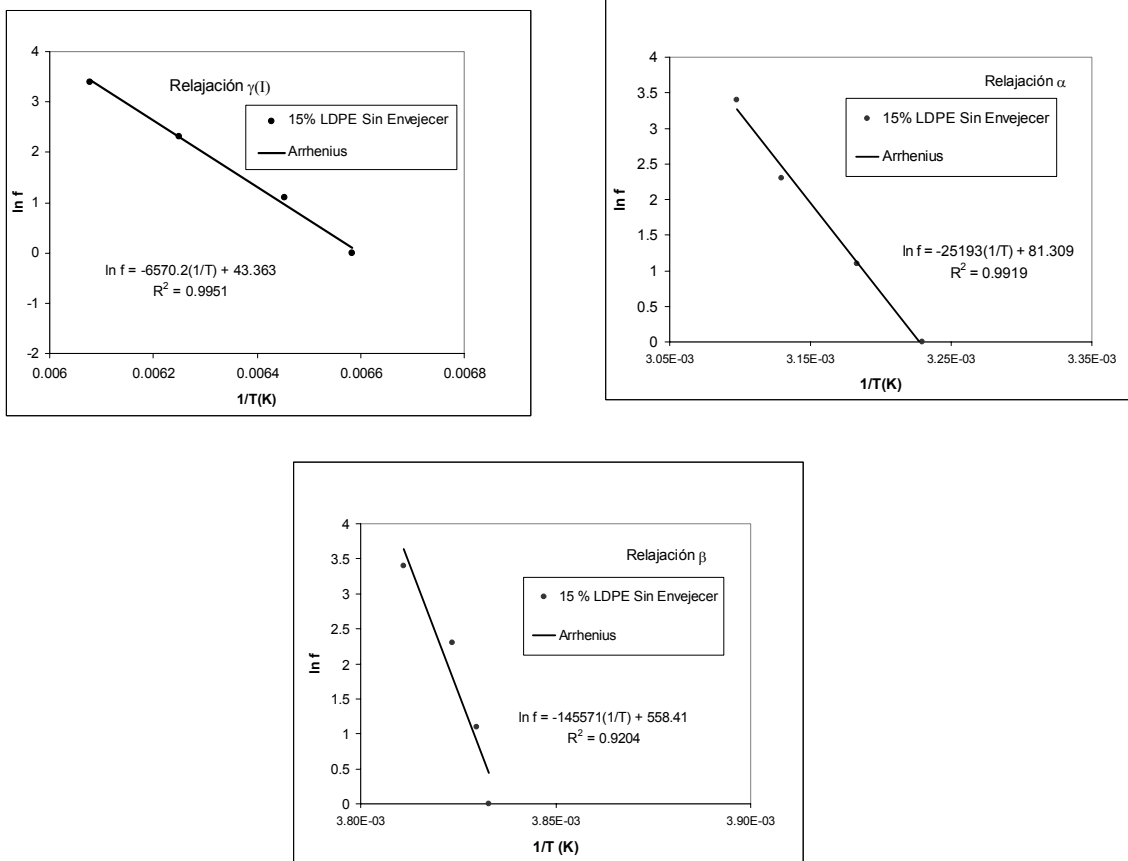 Relajación γ(I)
15% LDPE Sin Envejecer
Arrhenius
ln f = -6570.2(1/T) + 43.363
R² = 0.9951
ln f
4
3
2
1
0
-1
-2
0.006 0.0062 0.0064 0.0066 0.0068
1/T(K)
Relajación α
15% LDPE Sin Envejecer
Arrhenius
ln f = -25193(1/T) + 81.309
R² = 0.9919
ln f
4
3.5
3
2.5
2
1.5
1
0.5
0
3.05E-03 3.15E-03 3.25E-03 3.35E-03
1/T(K)
Relajación β
15 % LDPE Sin Envejecer
Arrhenius
ln f = -145571(1/T) + 558.41
R² = 0.9204
ln f
4
3.5
3
2.5
2
1.5
1
0.5
0
3.80E-03 3.85E-03 3.90E-03
1/T (K)